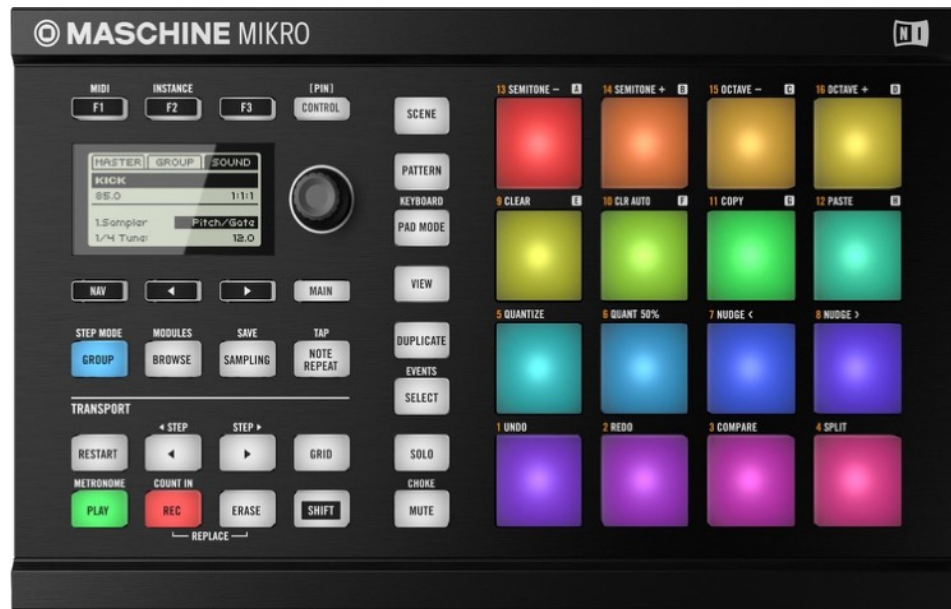 MASCHINE MIKRO
NI
MIDI INSTANCE [PIN]
F1 F2 F3 CONTROL
MASTER GROUP SOUND
KICK
85.0 1:1:1
1.Sampler Pitch/Gate
1/4 Tune: 12.0
NAV MAIN
STEP MODE MODULES SAVE TAP
GROUP BROWSE SAMPLING NOTE REPEAT
TRANSPORT
◀ STEP STEP ▶
RESTART ◀ ▶ GRID
METRONOME COUNT IN
PLAY REC ERASE SHIFT
REPLACE
SCENE
PATTERN
KEYBOARD
PAD MODE
VIEW
DUPLICATE
EVENTS
SELECT
SOLO
CHOKE
MUTE
13 SEMITONE - A 14 SEMITONE + B 15 OCTAVE - C 16 OCTAVE + D
9 CLEAR E 10 CLR AUTO F 11 COPY G 12 PASTE H
5 QUANTIZE 6 QUANT 50% 7 NUDGE < 8 NUDGE >
1 UNDO 2 REDO 3 COMPARE 4 SPLIT